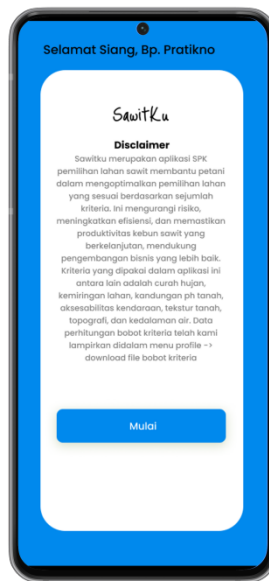 Selamat Siang, Bp. Pratikno
SawitKu
Disclaimer
Sawitku merupakan aplikasi SPK
pemilihan lahan sawit membantu petani
dalam mengoptimalkan pemilihan lahan
yang sesuai berdasarkan sejumlah
kriteria. Ini mengurangi risiko,
meningkatkan efisiensi, dan memastikan
produktivitas kebun sawit yang
berkelanjutan, mendukung
pengembangan bisnis yang lebih baik.
Kriteria yang dipakai dalam aplikasi ini
antara lain adalah curah hujan,
kemiringan lahan, kandungan ph tanah,
aksesabilitas kendaraan, tekstur tanah,
topografi, dan kedalaman air. Data
perhitungan bobot kriteria telah kami
lampirkan didalam menu profile ->
download file bobot kriteria
Mulai